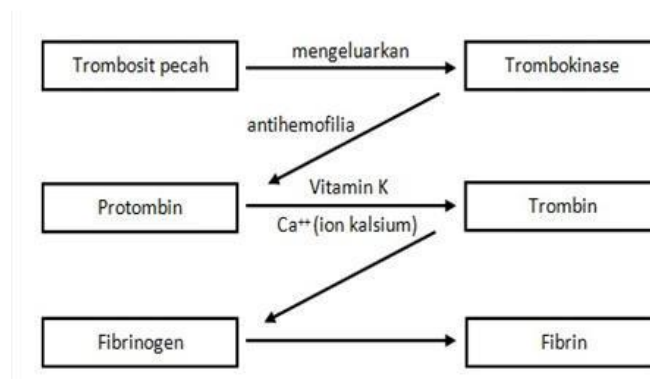 Trombosit pecah
mengeluarkan
Trombokinase
antihemofilia
Protombin
Vitamin K
Ca⁺⁺ (ion kalsium)
Trombin
Fibrinogen
Fibrin